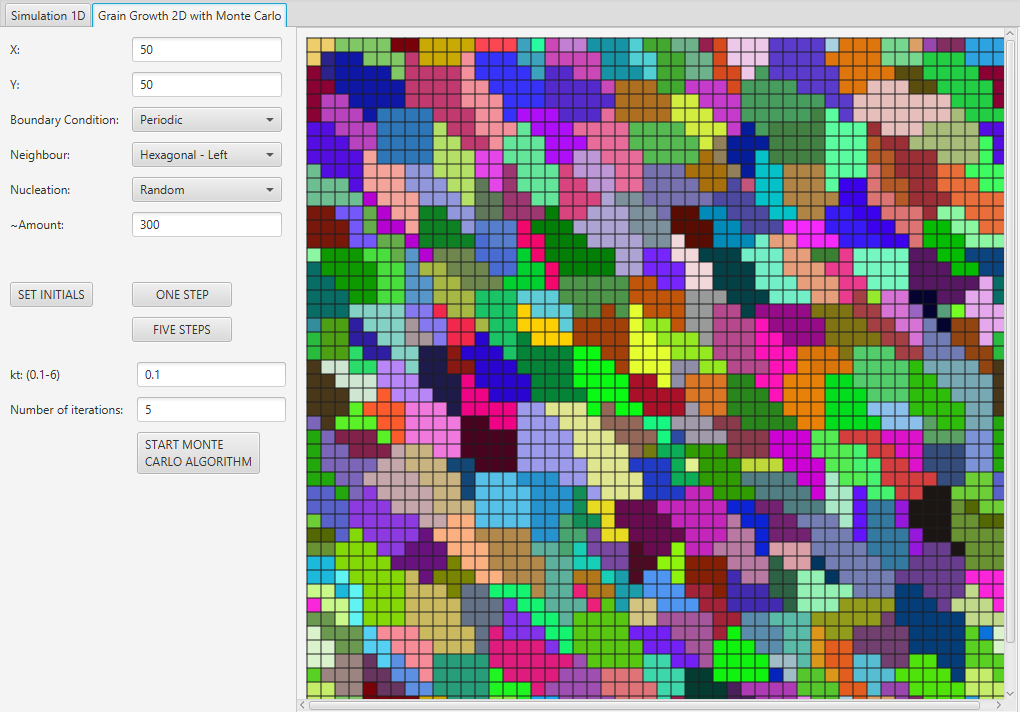 Simulation 1D
Grain Growth 2D with Monte Carlo
X: 50
Y: 50
Boundary Condition: Periodic
Neighbour: Hexagonal - Left
Nucleation: Random
~Amount: 300
SET INITIALS ONE STEP
FIVE STEPS
kt: (0.1-6) 0.1
Number of iterations: 5
START MONTE
CARLO ALGORITHM